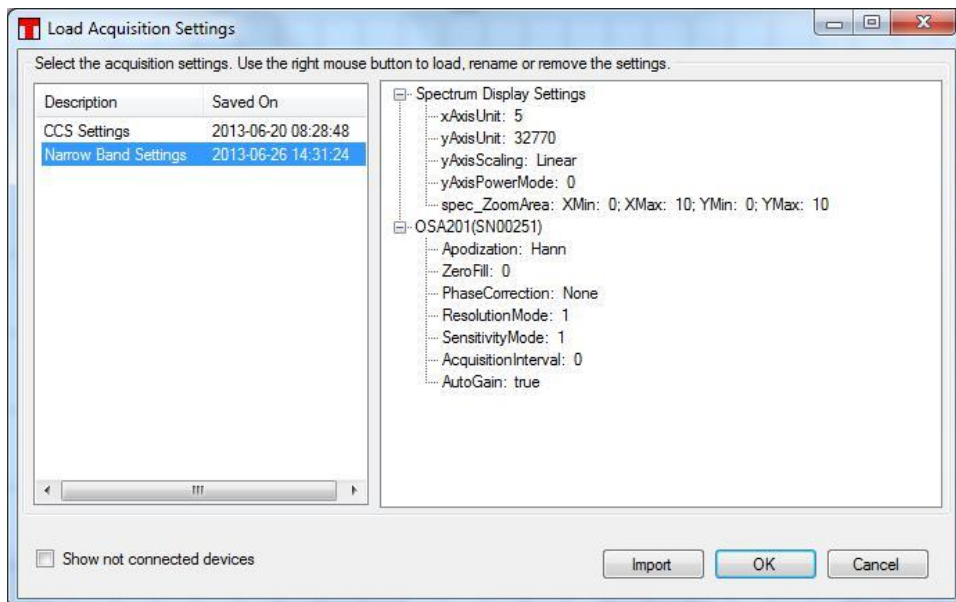 Load Acquisition Settings
Select the acquisition settings. Use the right mouse button to load, rename or remove the settings.
Description Saved On
CCS Settings 2013-06-20 08:28:48
Narrow Band Settings 2013-06-26 14:31:24
Spectrum Display Settings
xAxisUnit: 5
yAxisUnit: 32770
yAxisScaling: Linear
yAxisPowerMode: 0
spec_ZoomArea: XMin: 0; XMax: 10; YMin: 0; YMax: 10
OSA201(SN00251)
Apodization: Hann
ZeroFill: 0
PhaseCorrection: None
ResolutionMode: 1
SensitivityMode: 1
AcquisitionInterval: 0
AutoGain: true
Show not connected devices
Import OK Cancel